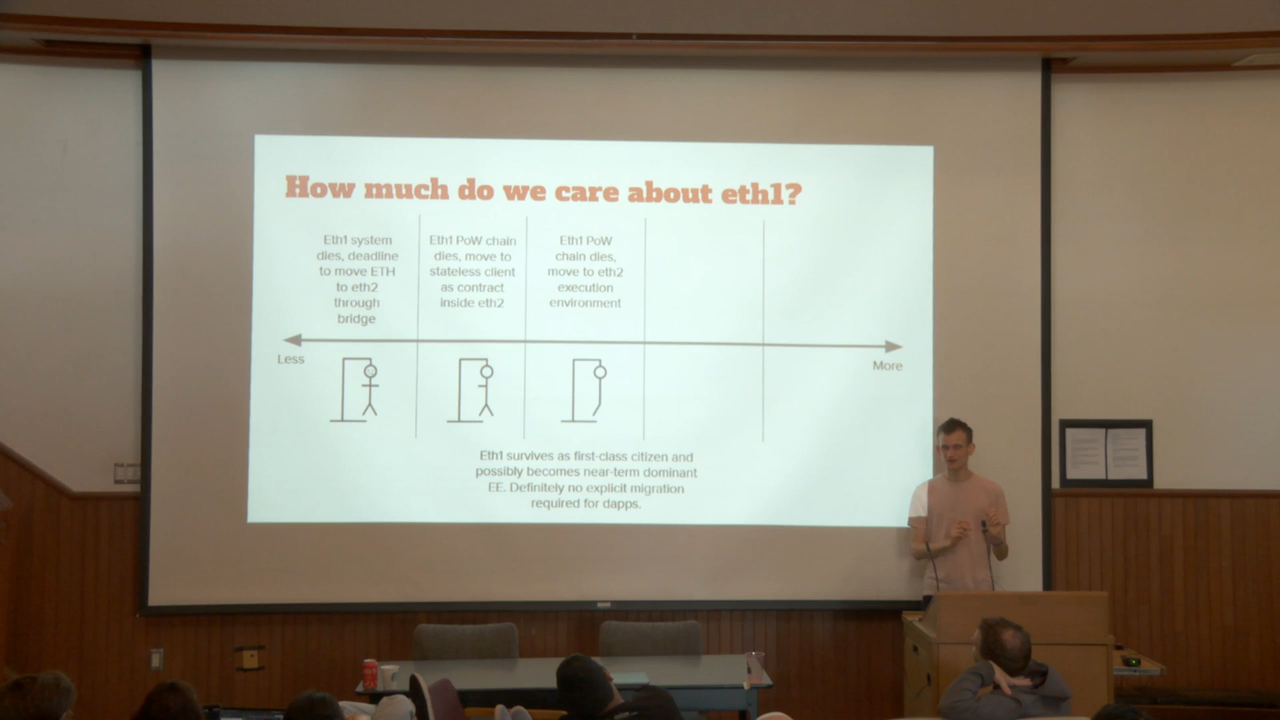 How much do we care about eth1?
Eth1 system
dies, deadline
to move ETH
to eth2
through
bridge
Eth1 PoW chain
dies, move to
stateless client
as contract
inside eth2
Eth1 PoW
chain dies,
move to eth2
execution
environment
Less
More
Eth1 survives as first-class citizen and
possibly becomes near-term dominant
EE. Definitely no explicit migration
required for dapps.